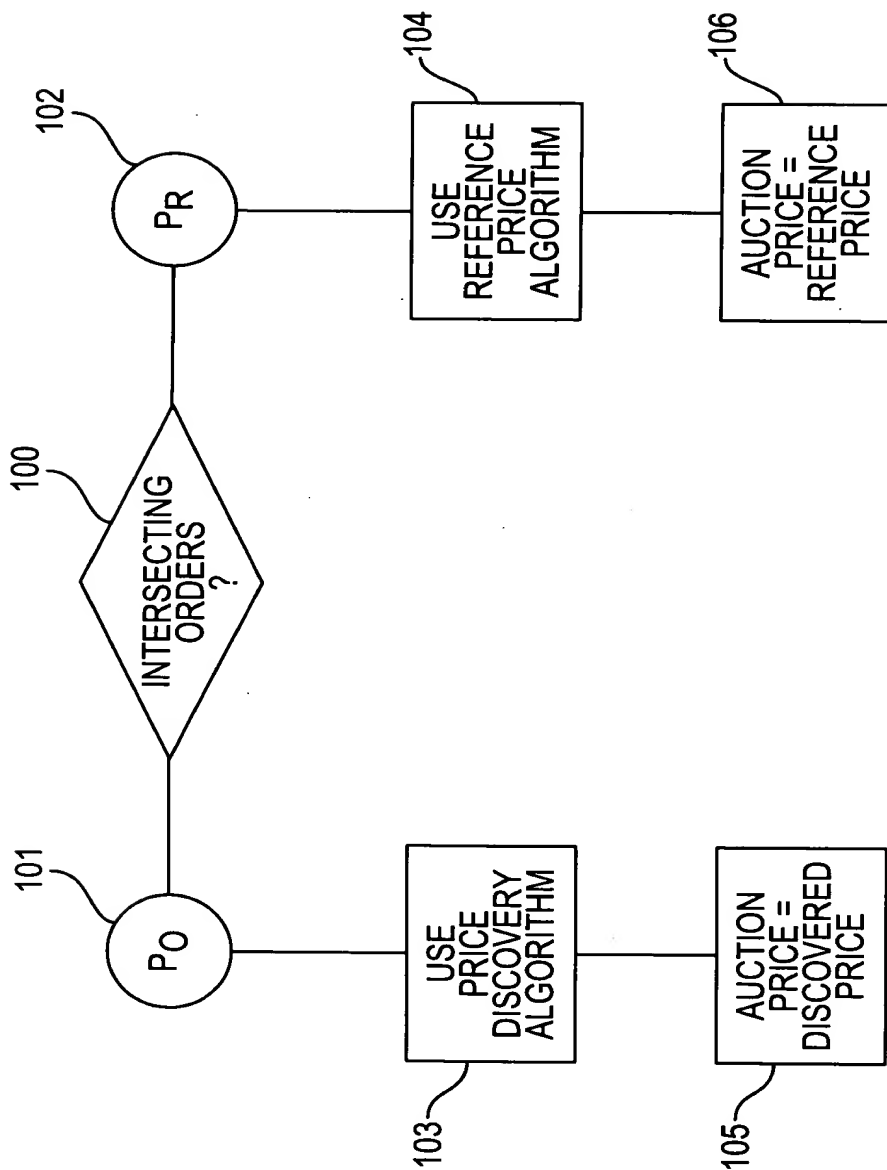 100
101
102
INTERSECTING
ORDERS
?
PO
PR
103
USE
PRICE
DISCOVERY
ALGORITHM
104
USE
REFERENCE
PRICE
ALGORITHM
105
AUCTION
PRICE =
DISCOVERED
PRICE
106
AUCTION
PRICE =
REFERENCE
PRICE